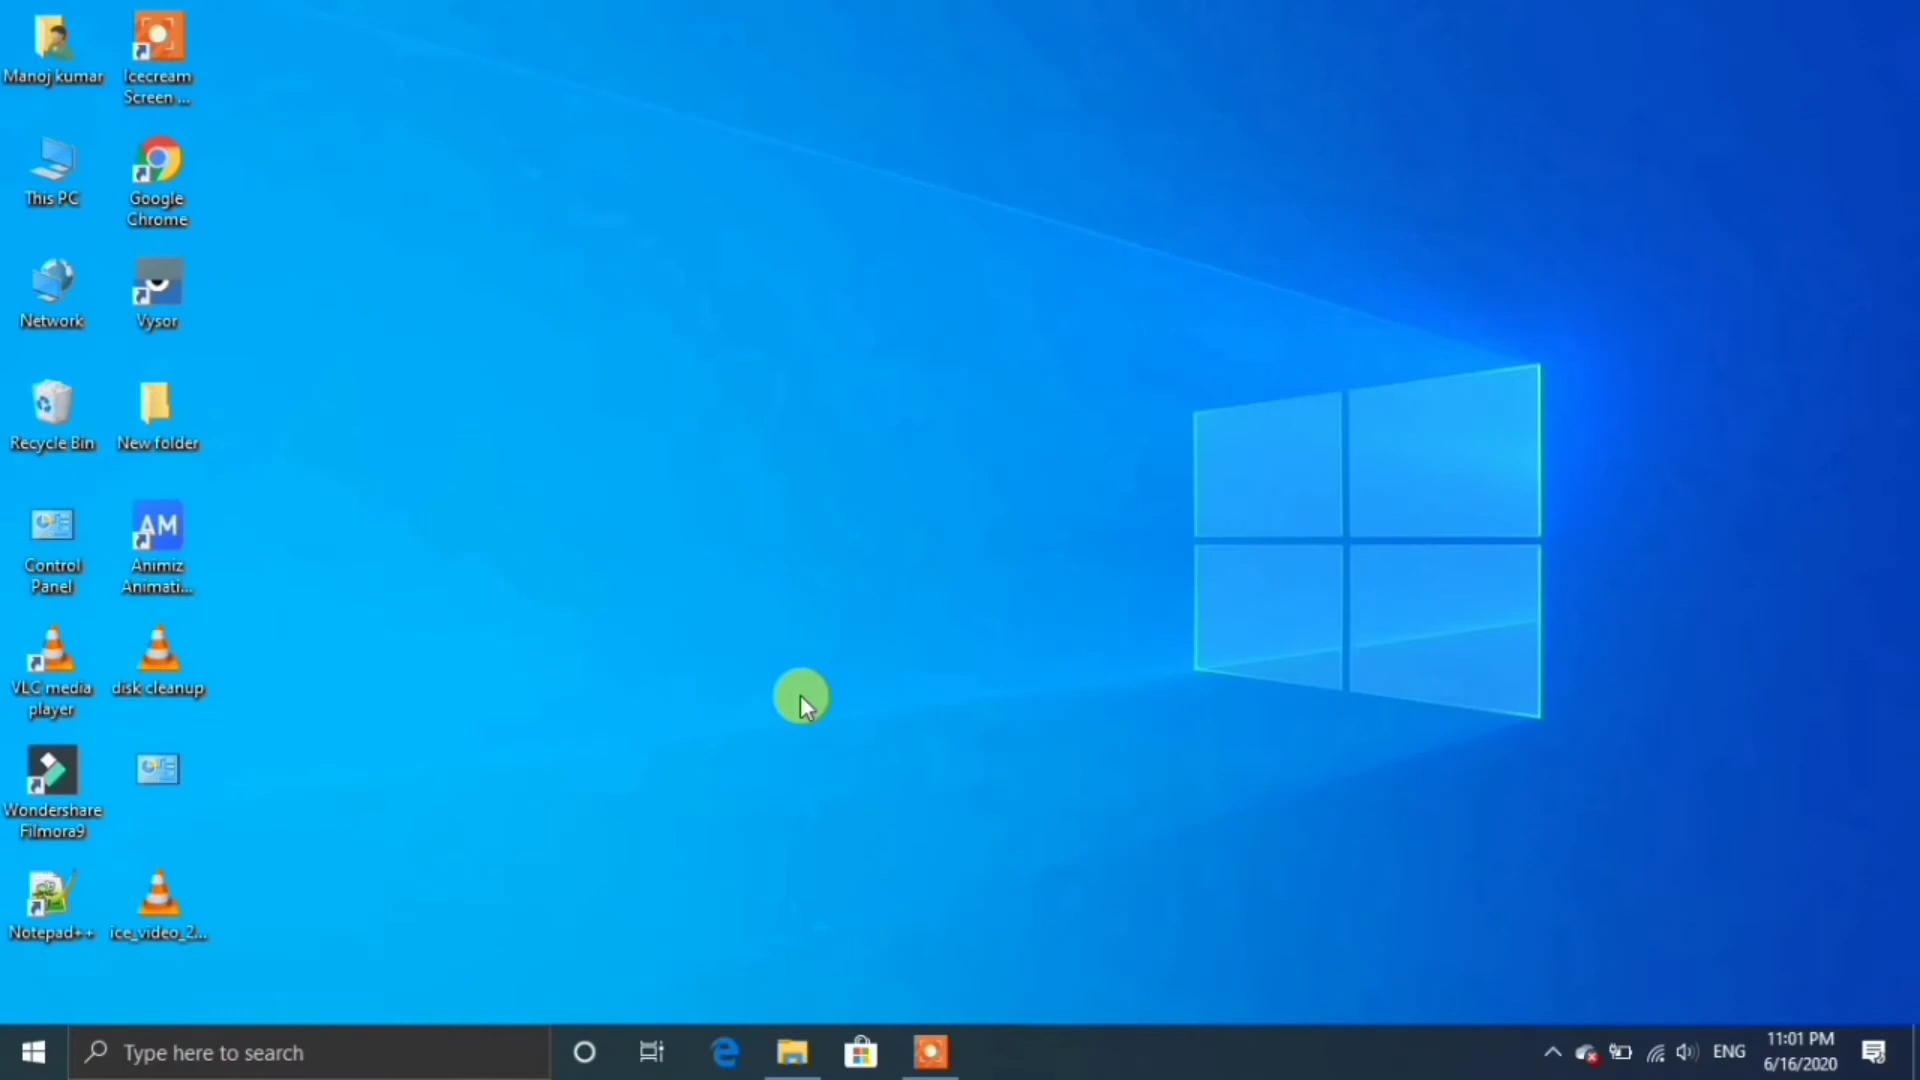 Manoj kumar
Icecream
Screen ...
This PC
Google
Chrome
Network
Vysor
Recycle Bin
New folder
Control
Panel
AM
Animiz
Animati...
VLC media
player
disk cleanup
Wondershare
Filmora9
Notepad++
ice_video_2...
Type here to search
ENG
11:01 PM
6/16/2020